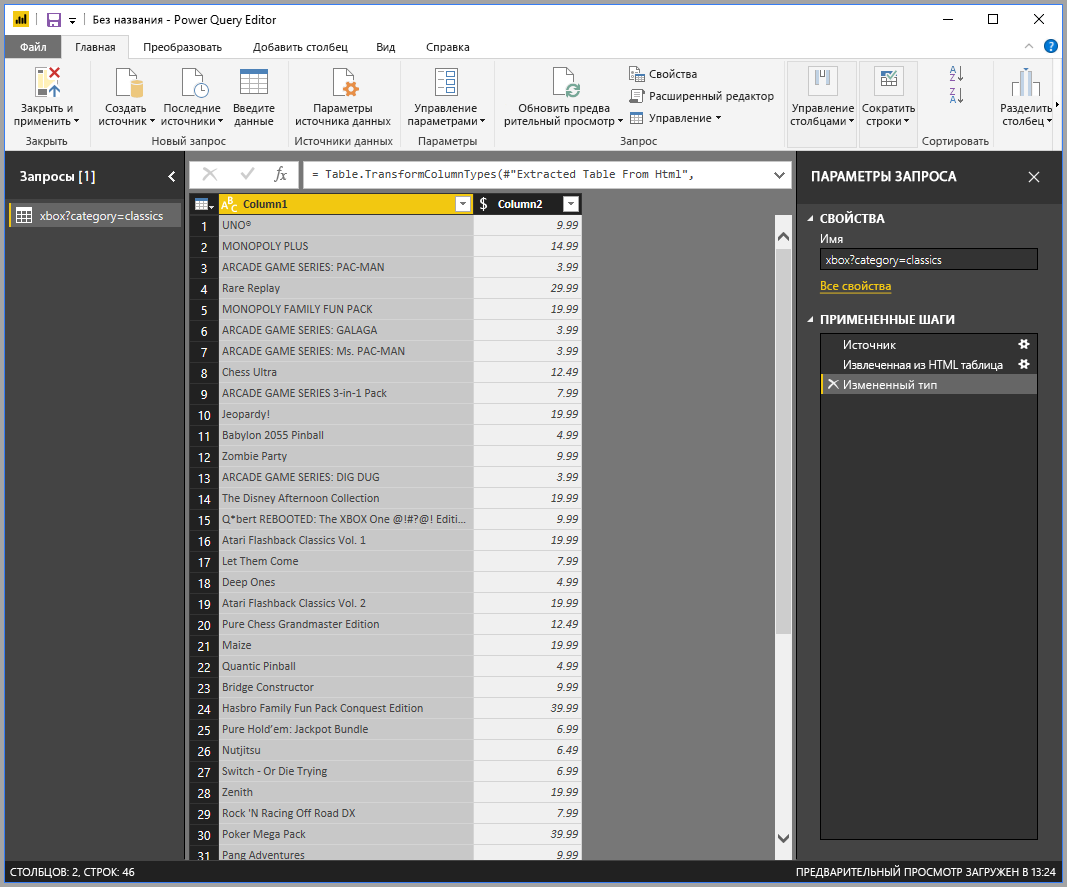 Без названия - Power Query Editor
Файл Главная Преобразовать Добавить столбец Вид Справка
Закрыть и применить
Создать источник
Последние источники
Введите данные
Параметры источника данных
Управление параметрами
Обновить предва
рительный просмотр
Свойства
Расширенный редактор
Управление
Управление столбцами
Сократить строки
Разделить столбец
Закрыть Новый запрос Источники данных Параметры Запрос Сортировать
Запросы [1]
xbox?category=classics
fx = Table.TransformColumnTypes(#"Extracted Table From Html",
Column1 $ Column2
1 UNO® 9.99
2 MONOPOLY PLUS 14.99
3 ARCADE GAME SERIES: PAC-MAN 3.99
4 Rare Replay 29.99
5 MONOPOLY FAMILY FUN PACK 19.99
6 ARCADE GAME SERIES: GALAGA 3.99
7 ARCADE GAME SERIES: Ms. PAC-MAN 3.99
8 Chess Ultra 12.49
9 ARCADE GAME SERIES 3-in-1 Pack 7.99
10 Jeopardy! 19.99
11 Babylon 2055 Pinball 4.99
12 Zombie Party 9.99
13 ARCADE GAME SERIES: DIG DUG 3.99
14 The Disney Afternoon Collection 19.99
15 Q*bert REBOOTED: The XBOX One @!#?@! Editi... 9.99
16 Atari Flashback Classics Vol. 1 19.99
17 Let Them Come 7.99
18 Deep Ones 4.99
19 Atari Flashback Classics Vol. 2 19.99
20 Pure Chess Grandmaster Edition 12.49
21 Maize 19.99
22 Quantic Pinball 4.99
23 Bridge Constructor 9.99
24 Hasbro Family Fun Pack Conquest Edition 39.99
25 Pure Hold'em: Jackpot Bundle 6.99
26 Nutjitsu 6.49
27 Switch - Or Die Trying 6.99
28 Zenith 19.99
29 Rock 'N Racing Off Road DX 7.99
30 Poker Mega Pack 39.99
31 Pang Adventures 9.99
ПАРАМЕТРЫ ЗАПРОСА
СВОЙСТВА
Имя
xbox?category=classics
Все свойства
ПРИМЕНЕННЫЕ ШАГИ
Источник
Извлеченная из HTML таблица
Измененный тип
СТОЛБЦОВ: 2, СТРОК: 46
ПРЕДВАРИТЕЛЬНЫЙ ПРОСМОТР ЗАГРУЖЕН В 13:24